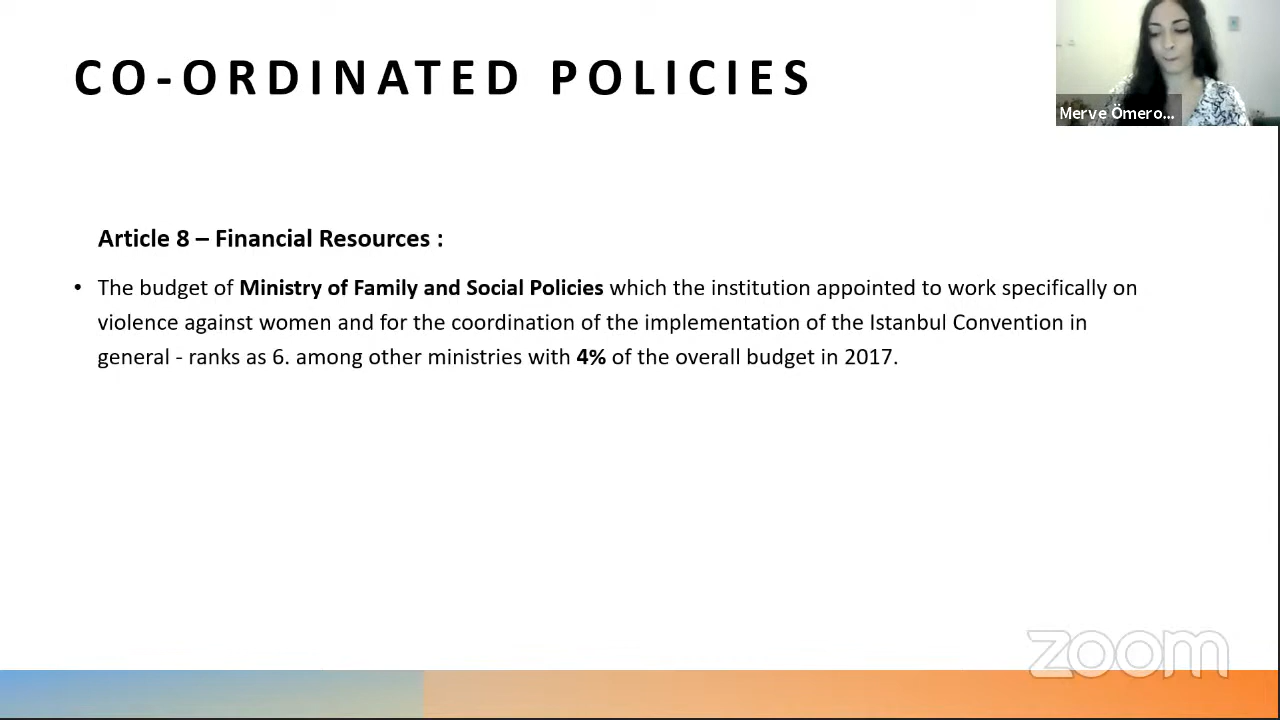 CO-ORDINATED POLICIES
Merve Ömero...
Article 8 – Financial Resources :
• The budget of Ministry of Family and Social Policies which the institution appointed to work specifically on
violence against women and for the coordination of the implementation of the Istanbul Convention in
general - ranks as 6. among other ministries with 4% of the overall budget in 2017.
zoom